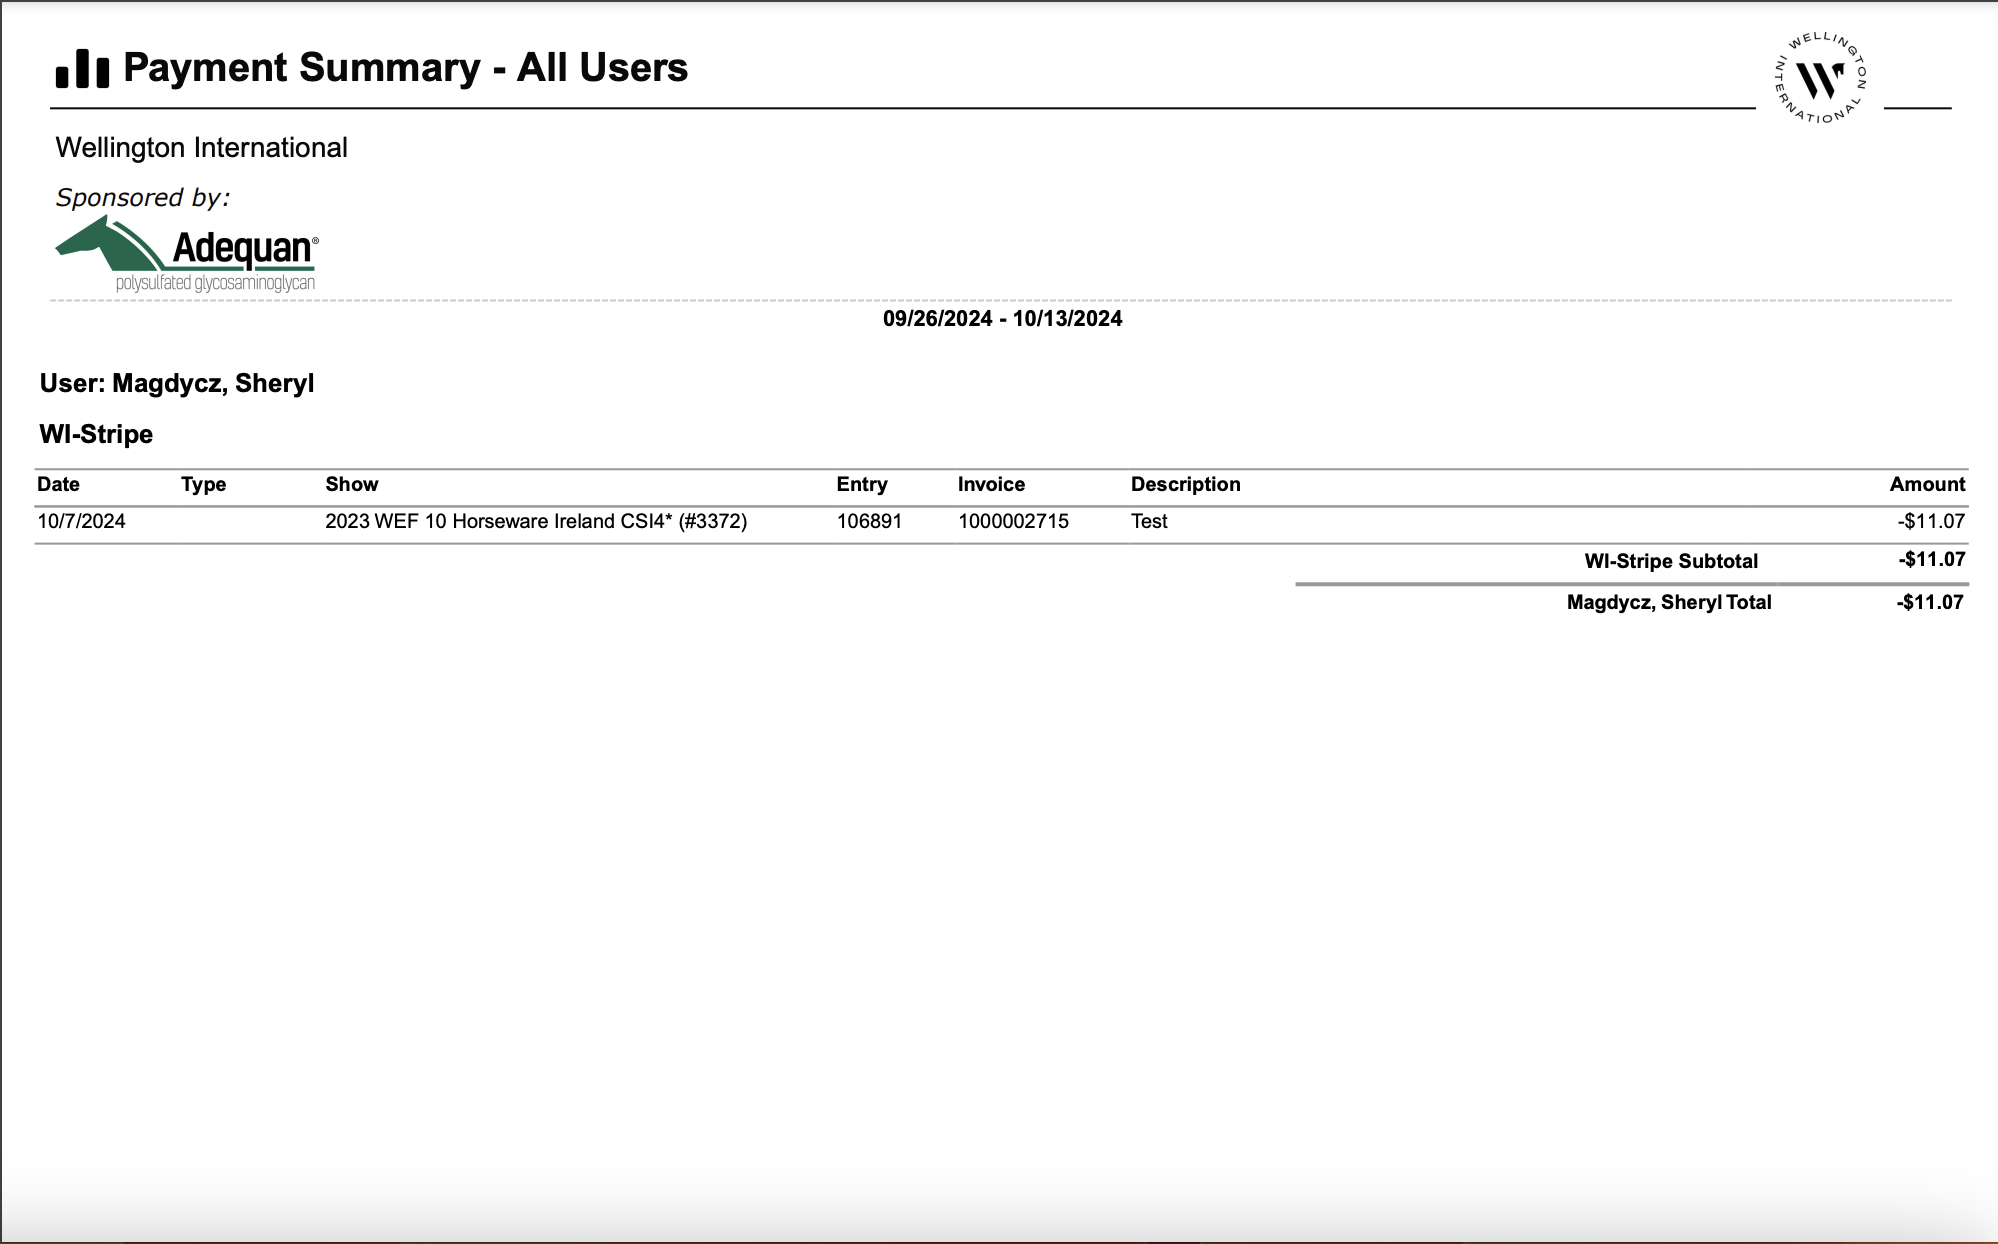 Payment Summary - All Users
WELLINGTON INTERNATIONAL
W
Wellington International
Sponsored by:
Adequan®
polysulfated glycosaminoglycan
09/26/2024 - 10/13/2024
User: Magdycz, Sheryl
WI-Stripe
Date Type Show Entry Invoice Description Amount
10/7/2024 2023 WEF 10 Horseware Ireland CSI4* (#3372) 106891 1000002715 Test -$11.07
WI-Stripe Subtotal -$11.07
Magdycz, Sheryl Total -$11.07